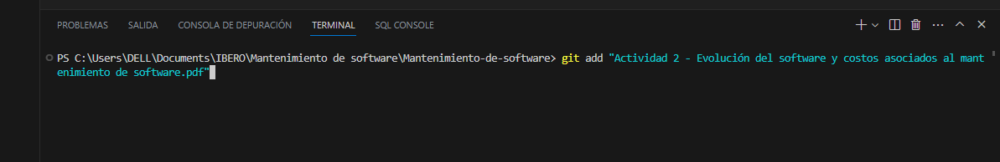 PROBLEMAS SALIDA CONSOLA DE DEPURACIÓN TERMINAL SQL CONSOLE
PS C:\Users\DELL\Documents\IBERO\Mantenimiento de software\Mantenimiento-de-software> git add "Actividad 2 - Evolución del software y costos asociados al mant
enimiento de software.pdf"